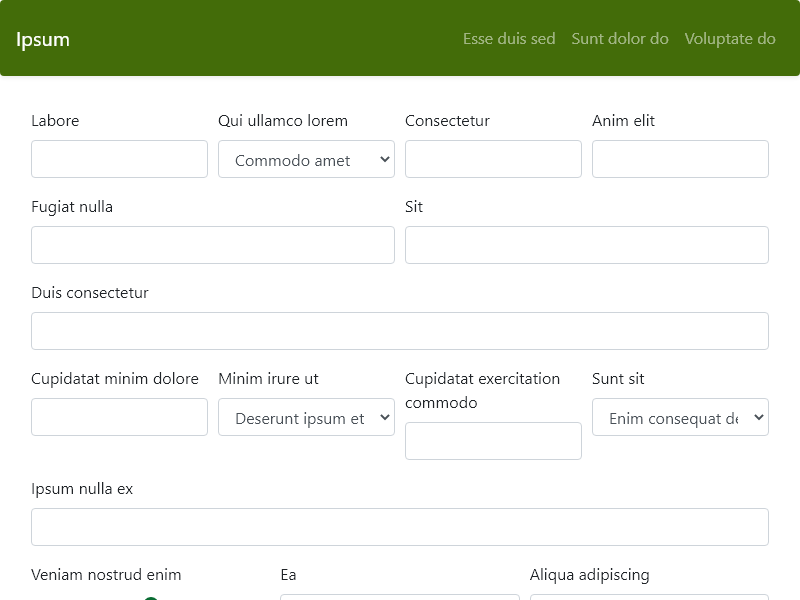 Ipsum
Esse duis sed
Sunt dolor do
Voluptate do
Labore
Qui ullamco lorem
Consectetur
Anim elit
Commodo amet
Fugiat nulla
Sit
Duis consectetur
Cupidatat minim dolore
Minim irure ut
Cupidatat exercitation
commodo
Sunt sit
Deserunt ipsum et
Enim consequat
Ipsum nulla ex
Veniam nostrud enim
Ea
Aliqua adipiscing